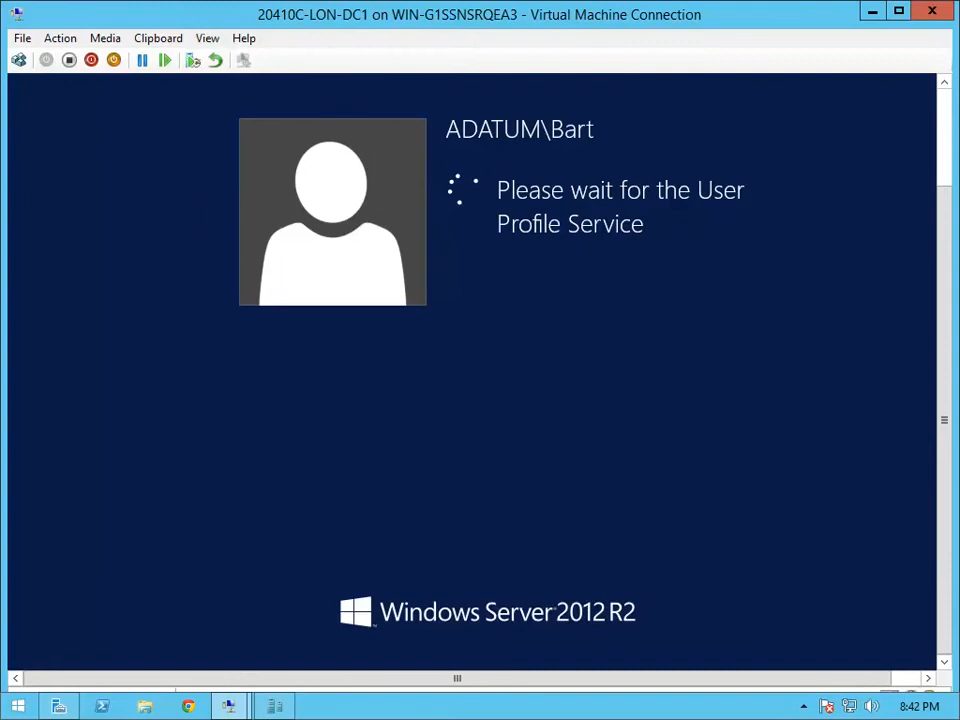 20410C-LON-DC1 on WIN-G1SSNSRQEA3 - Virtual Machine Connection
File Action Media Clipboard View Help
ADATUM\Bart
Please wait for the User
Profile Service
Windows Server 2012 R2
8:42 PM